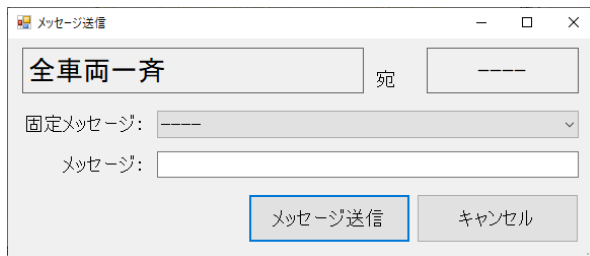 メッセージ送信
全車両一斉 宛 ----
固定メッセージ: ----
メッセージ:
メッセージ送信 キャンセル